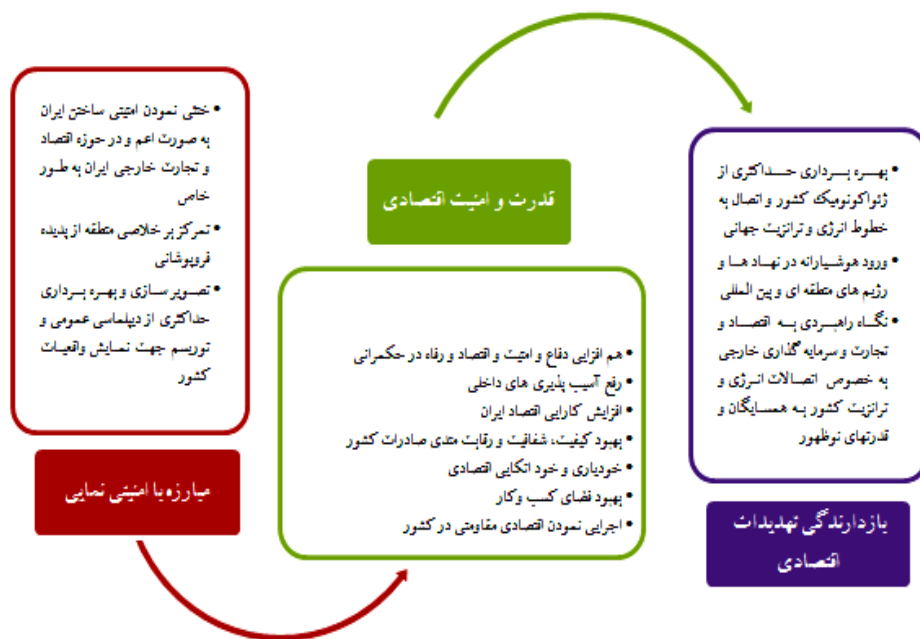 • خنثی نمودن امنیتی ساختن ایران
به صورت اعم و در حوزه اقتصاد
و تجارت خارجی ایران به طور
خاص
• تمرکز بر خلاصی منطقه از پدیده
فروپوشانی
• تصویر سازی و بهره برداری
حداکثری از دیپلماسی عمومی و
توریسم جهت نمایش واقعیات
کشور
مبارزه با امنیتی نمایی
قدرت و امنیت اقتصادی
• هم افزایی دفاع و امنیت و اقتصاد و رفاه در حکمرانی
• رفع آسیب پذیری های داخلی
• افزایش کارایی اقتصاد ایران
• بهبود کیفیت، شفافیت و رقابت مندی صادرات کشور
• خودیاری و خود اتکایی اقتصادی
• بهبود فضای کسب وکار
• اجرایی نمودن اقتصادی مقاومتی در کشور
• بهره برداری حداکثری از
ژئواکونومیک کشور و اتصال به
خطوط انرژی و ترانزیت جهانی
• ورود هوشیارانه در نهاد ها و
رژیم های منطقه ای و بین المللی
• نگاه راهبردی به اقتصاد و
تجارت و سرمایه گذاری خارجی
به خصوص اتصالات انرژی و
ترانزیت کشور به همسایگان و
قدرتهای نوظهور
بازدارندگی تهدیدات
اقتصادی